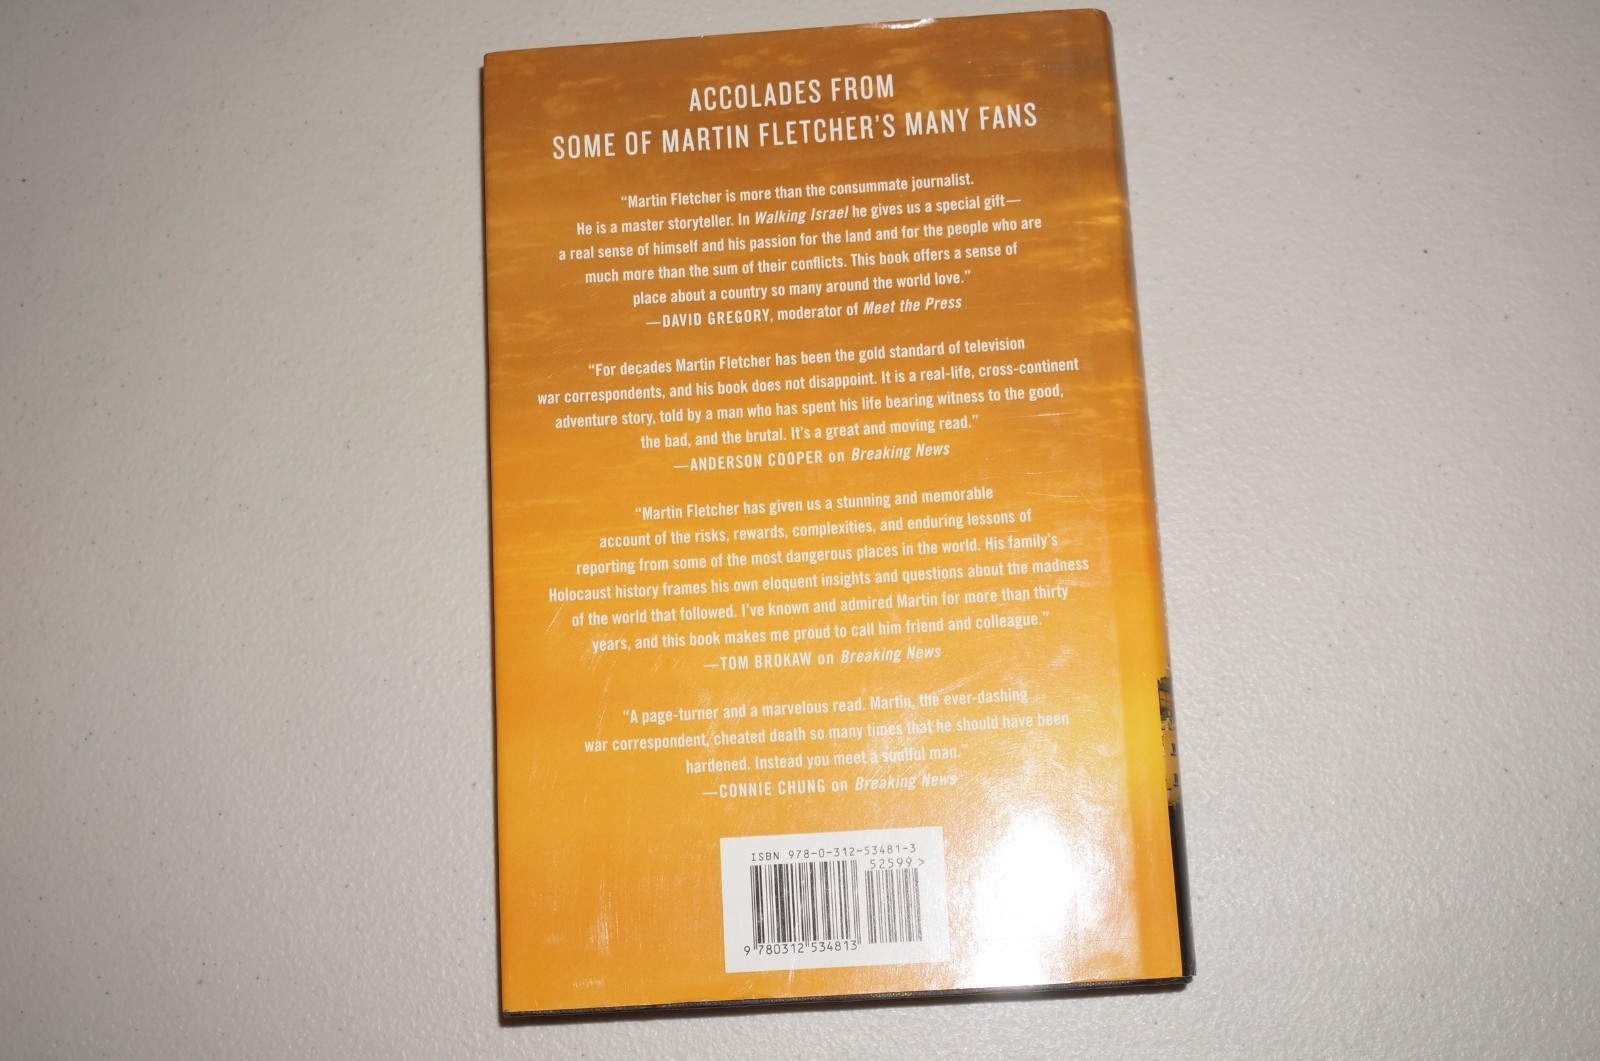 ACCOLADES FROM
SOME OF MARTIN FLETCHER'S MANY FANS
“Martin Fletcher is more than the consummate journalist.
He is a master storyteller. In Walking Israel he gives us a special gift—
a real sense of himself and his passion for the land and for the people who are
much more than the sum of their conflicts. This book offers a sense of
place about a country so many around the world love.”
—DAVID GREGORY, moderator of Meet the Press
“For decades Martin Fletcher has been the gold standard of television
war correspondents, and his book does not disappoint. It is a real-life, cross-continent
adventure story, told by a man who has spent his life bearing witness to the good,
the bad, and the brutal. It's a great and moving read.”
—ANDERSON COOPER on Breaking News
“Martin Fletcher has given us a stunning and memorable
account of the risks, rewards, complexities, and enduring lessons of
reporting from some of the most dangerous places in the world. His family's
Holocaust history frames his own eloquent insights and questions about the madness
of the world that followed. I've known and admired Martin for more than thirty
years, and this book makes me proud to call him friend and colleague.”
—TOM BROKAW on Breaking News
“A page-turner and a marvelous read. Martin, the ever-dashing
war correspondent, cheated death so many times that he should have been
hardened. Instead you meet a soulful man.”
—CONNIE CHUNG on Breaking News
ISBN 978-0-312-53481-3
52599>
9 780312 534813